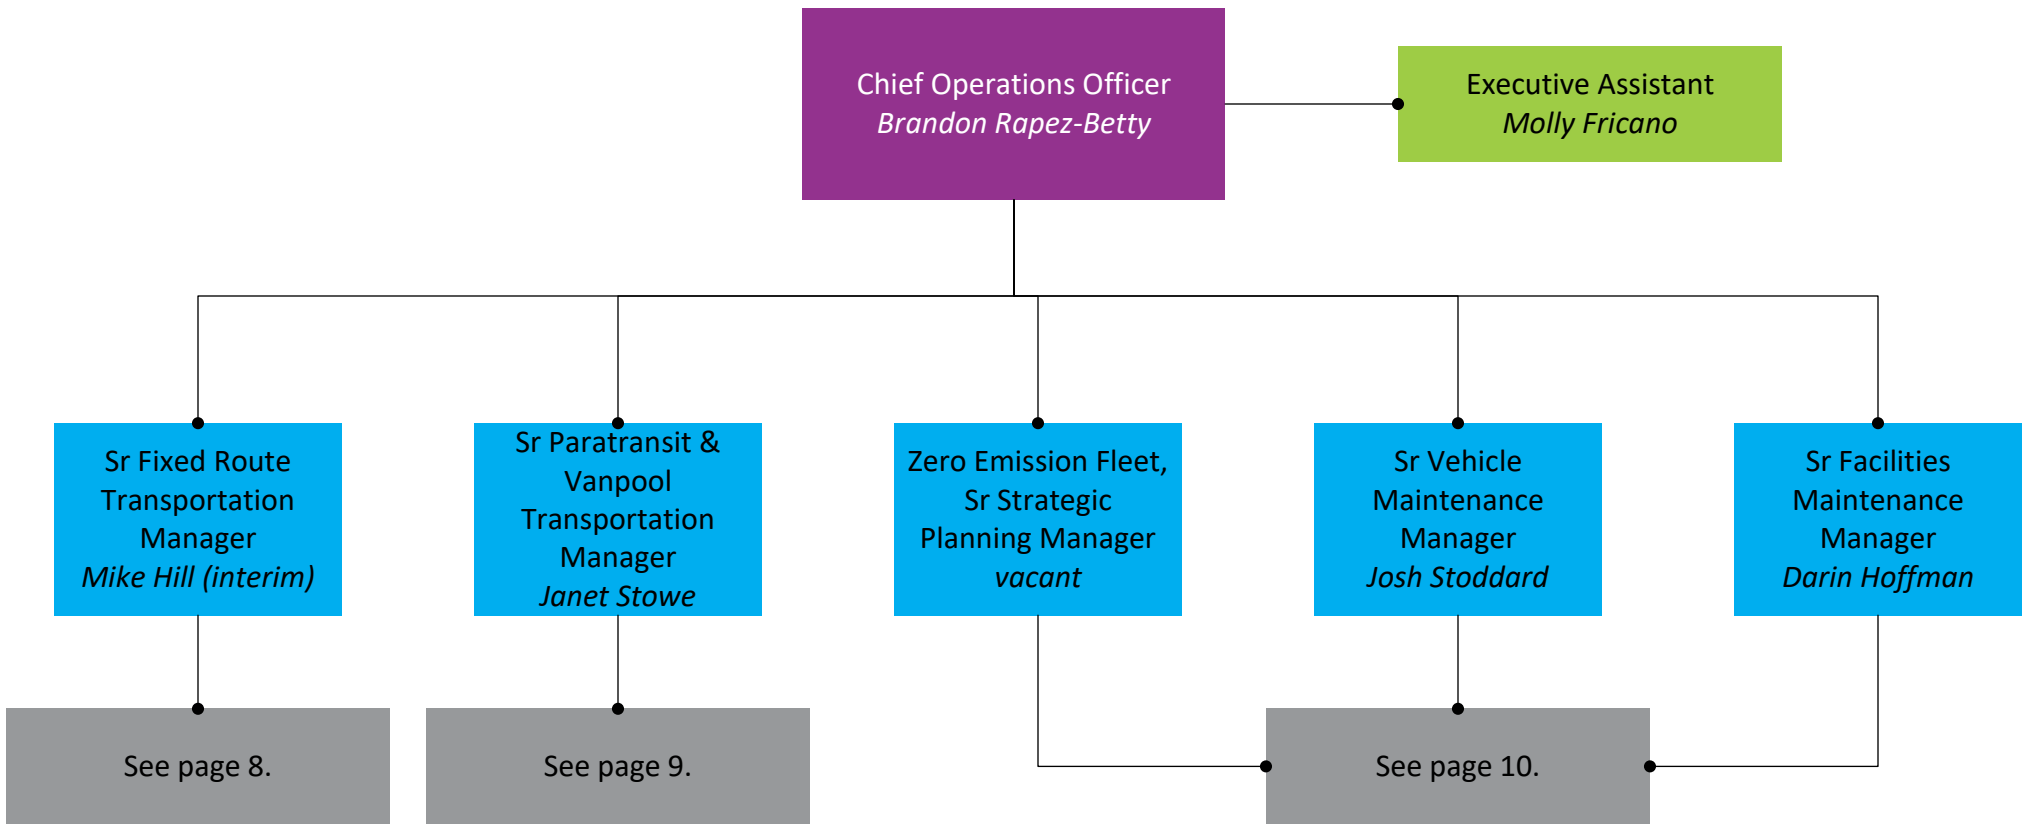 Chief Operations Officer
Brandon Rapez-Betty
Executive Assistant
Molly Fricano
Sr Fixed Route
Transportation
Manager
Mike Hill (interim)
Sr Paratransit &
Vanpool
Transportation
Manager
Janet Stowe
Zero Emission Fleet,
Sr Strategic
Planning Manager
vacant
Sr Vehicle
Maintenance
Manager
Josh Stoddard
Sr Facilities
Maintenance
Manager
Darin Hoffman
See page 8.
See page 9.
See page 10.